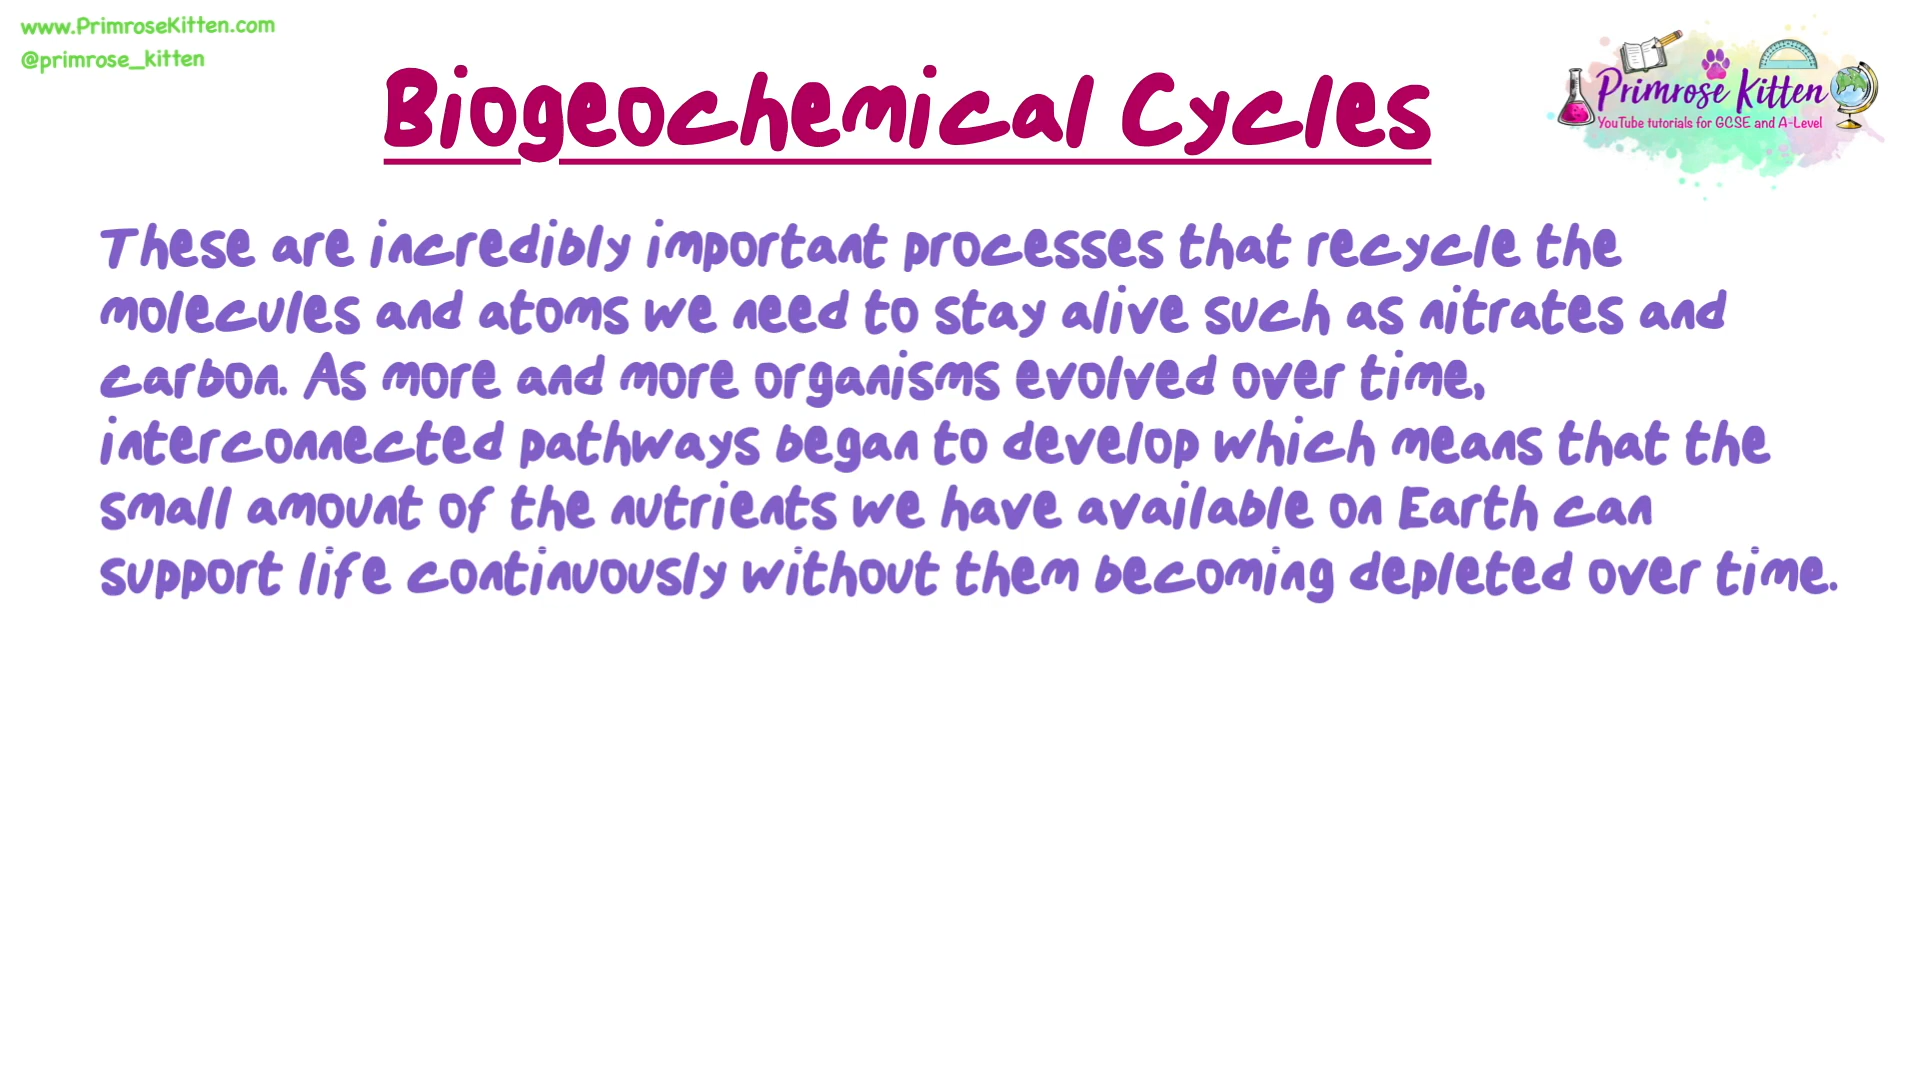 www.PrimroseKitten.com
@primrose_kitten
Biogeochemical Cycles
Primrose Kitten
YouTube tutorials for GCSE and A-Level
These are incredibly important processes that recycle the
molecules and atoms we need to stay alive such as nitrates and
carbon. As more and more organisms evolved over time,
interconnected pathways began to develop which means that the
small amount of the nutrients we have available on Earth can
support life continuously without them becoming depleted over time.